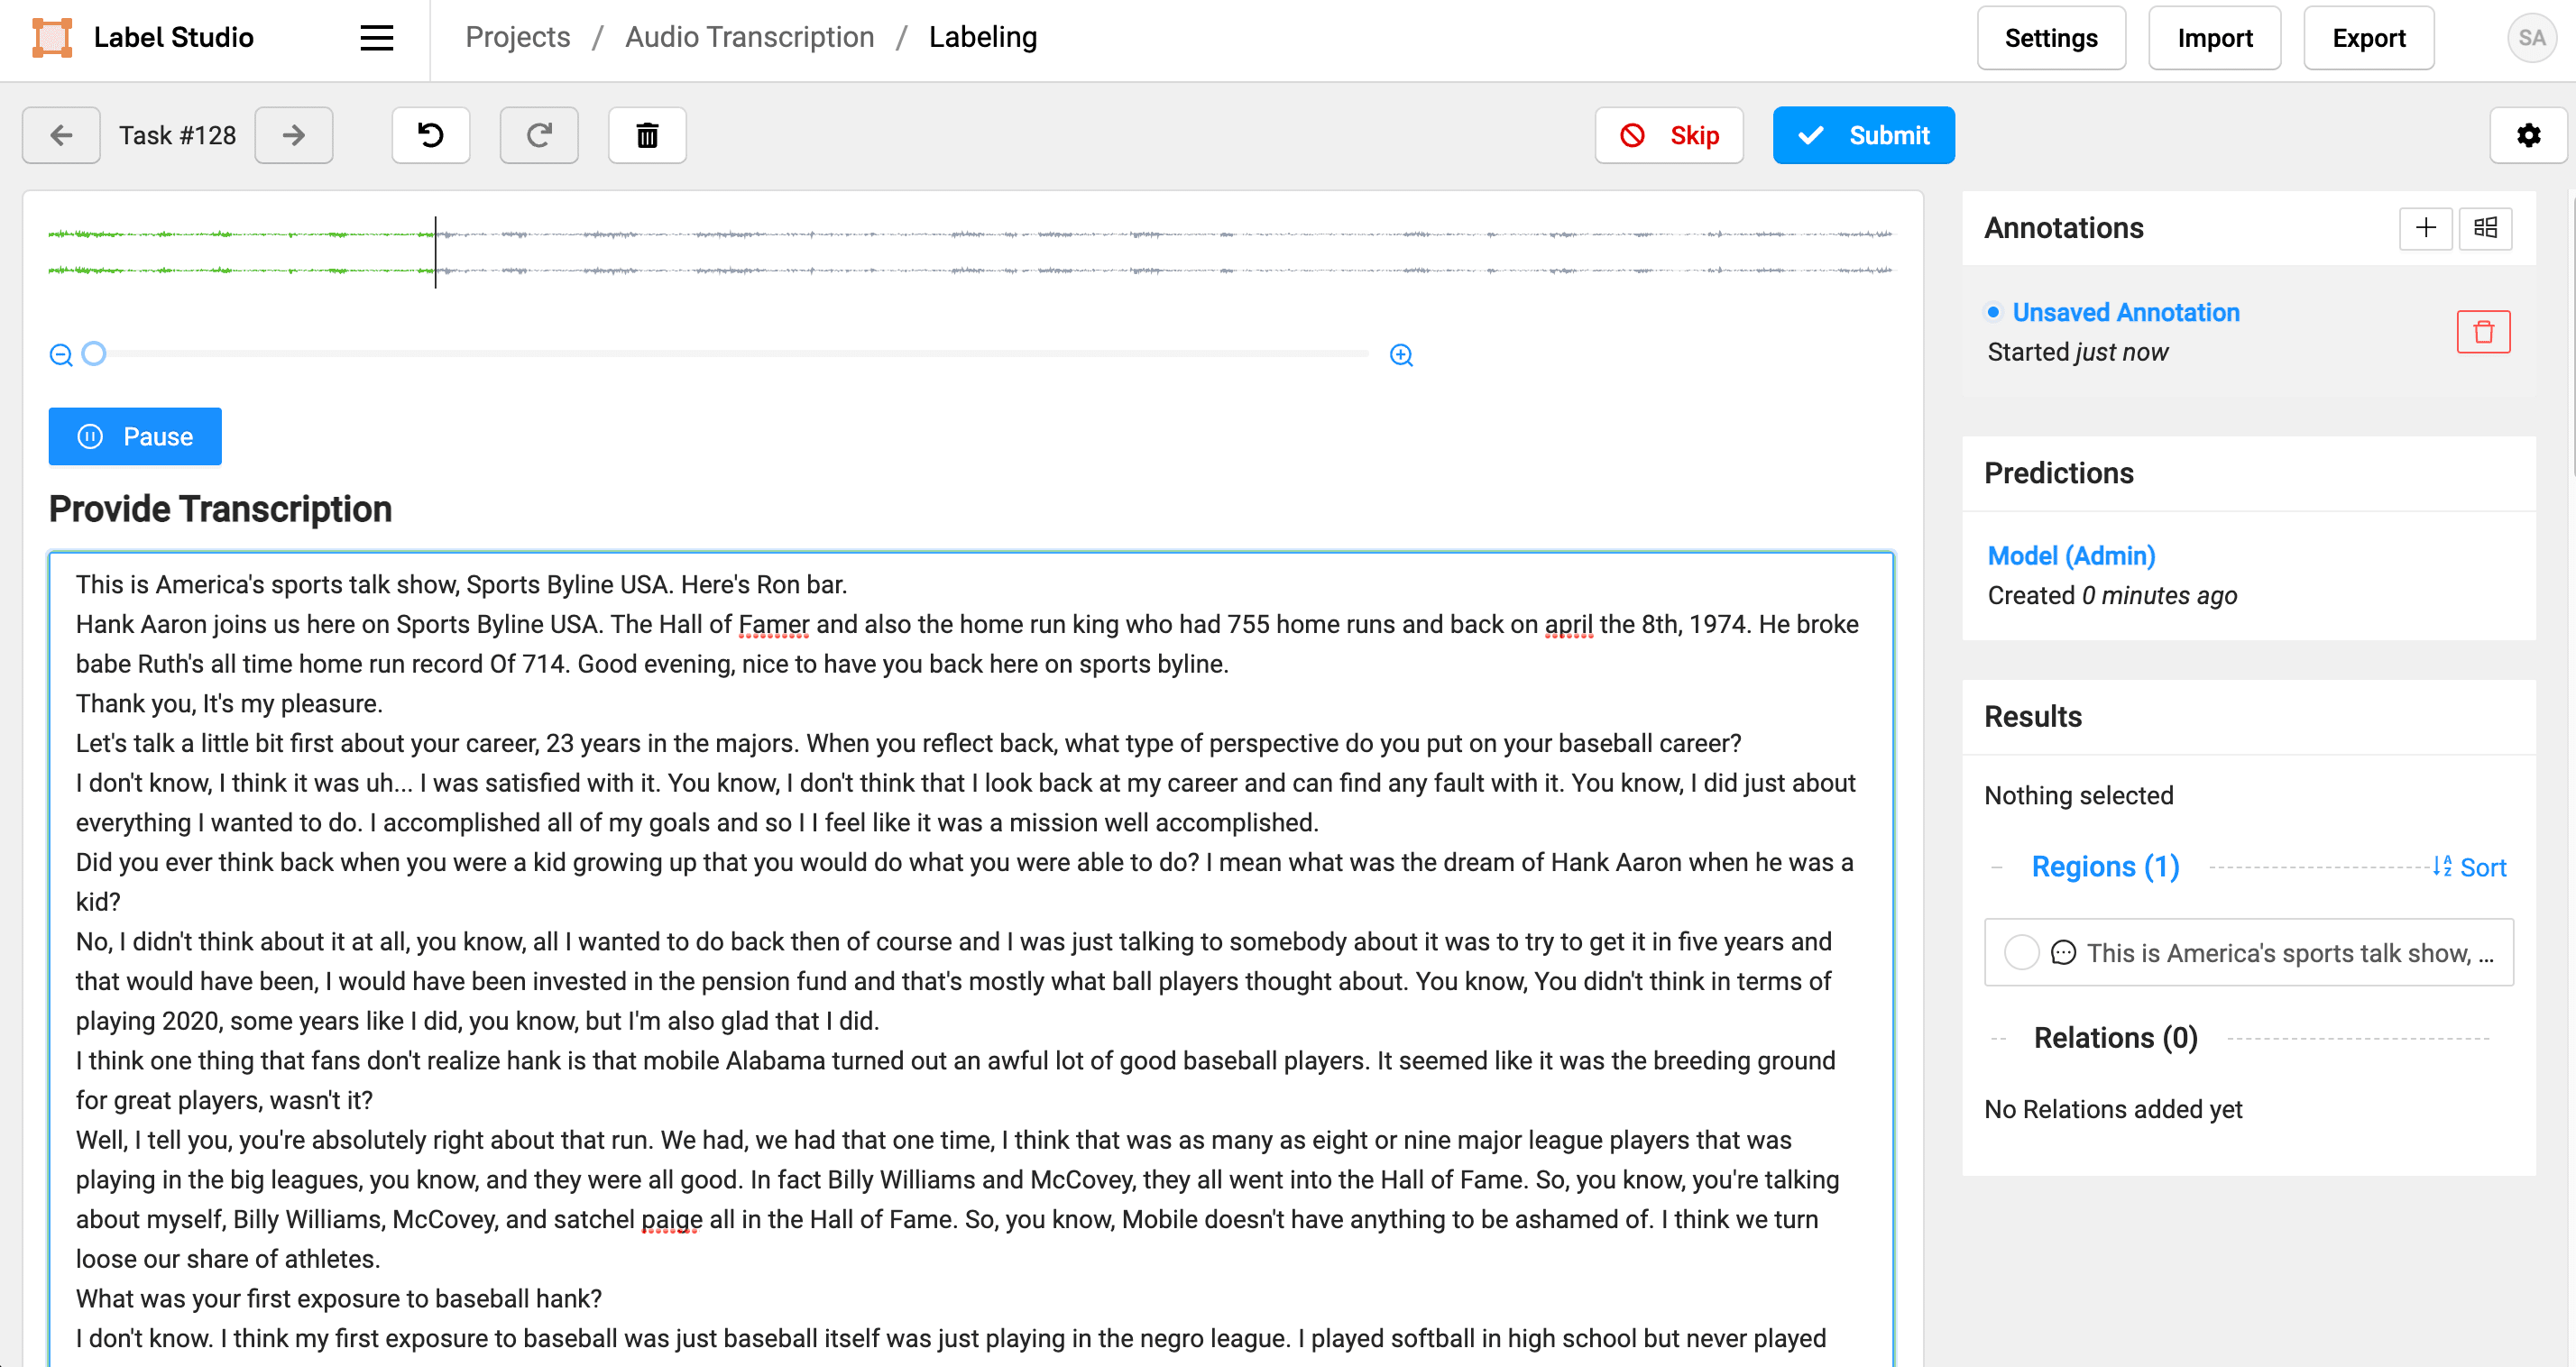 Label Studio
Projects / Audio Transcription / Labeling
Settings
Import
Export
SA
Task #128
Skip
Submit
Pause
Provide Transcription
This is America's sports talk show, Sports Byline USA. Here's Ron bar.
Hank Aaron joins us here on Sports Byline USA. The Hall of Famer and also the home run king who had 755 home runs and back on april the 8th, 1974. He broke
babe Ruth's all time home run record Of 714. Good evening, nice to have you back here on sports byline.
Thank you, It's my pleasure.
Let's talk a little bit first about your career, 23 years in the majors. When you reflect back, what type of perspective do you put on your baseball career?
I don't know, I think it was uh... I was satisfied with it. You know, I don't think that I look back at my career and can find any fault with it. You know, I did just about
everything I wanted to do. I accomplished all of my goals and so I I feel like it was a mission well accomplished.
Did you ever think back when you were a kid growing up that you would do what you were able to do? I mean what was the dream of Hank Aaron when he was a
kid?
No, I didn't think about it at all, you know, all I wanted to do back then of course and I was just talking to somebody about it was to try to get it in five years and
that would have been, I would have been invested in the pension fund and that's mostly what ball players thought about. You know, You didn't think in terms of
playing 2020, some years like I did, you know, but I'm also glad that I did.
I think one thing that fans don't realize hank is that mobile Alabama turned out an awful lot of good baseball players. It seemed like it was the breeding ground
for great players, wasn't it?
Well, I tell you, you're absolutely right about that run. We had, we had that one time, I think that was as many as eight or nine major league players that was
playing in the big leagues, you know, and they were all good. In fact Billy Williams and McCovey, they all went into the Hall of Fame. So, you know, you're talking
about myself, Billy Williams, McCovey, and satchel paige all in the Hall of Fame. So, you know, Mobile doesn't have anything to be ashamed of. I think we turn
loose our share of athletes.
What was your first exposure to baseball hank?
I don't know. I think my first exposure to baseball was just baseball itself was just playing in the negro league. I played softball in high school but never played
Annotations
Unsaved Annotation
Started just now
Predictions
Model (Admin)
Created 0 minutes ago
Results
Nothing selected
Regions (1)
Sort
This is America's sports talk show, ...
Relations (0)
No Relations added yet